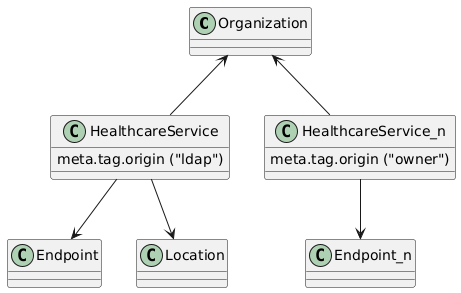 C Organization
C HealthcareService
meta.tag.origin ("ldap")
C HealthcareService_n
meta.tag.origin ("owner")
C Endpoint
C Location
C Endpoint_n